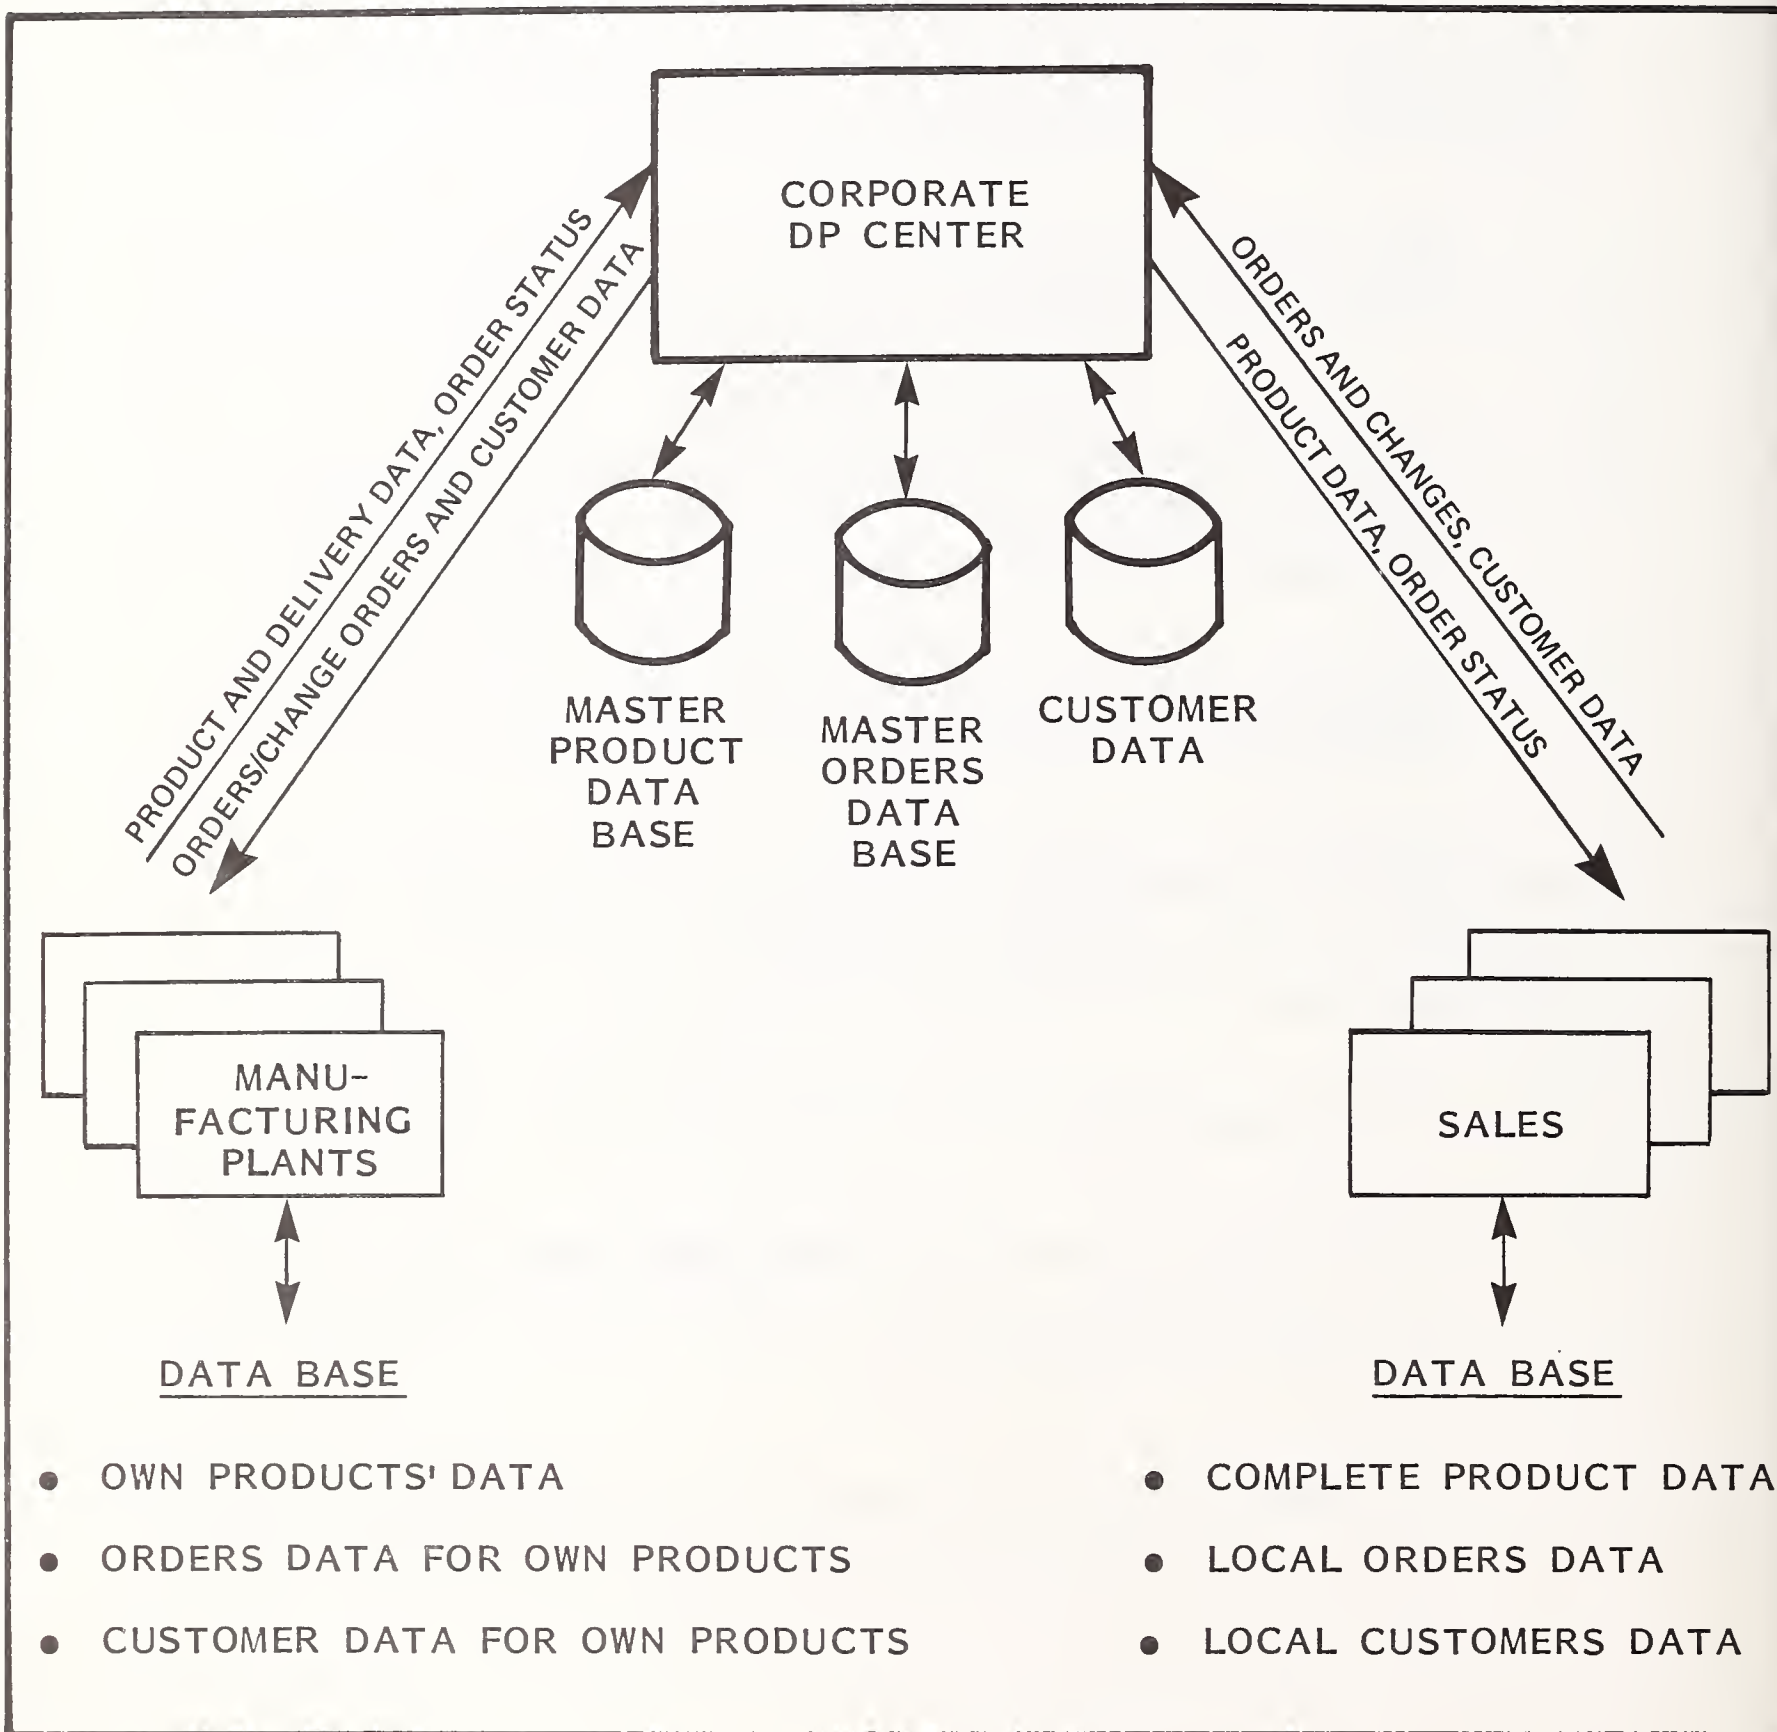 CORPORATE
DP CENTER
PRODUCT AND DELIVERY DATA, ORDER STATUS
ORDERS/CHANGE ORDERS AND CUSTOMER DATA
ORDERS AND CHANGES, CUSTOMER DATA
PRODUCT DATA, ORDER STATUS
MASTER
PRODUCT
DATA
BASE
MASTER
ORDERS
DATA
BASE
CUSTOMER
DATA
MANU-
FACTURING
PLANTS
SALES
DATA BASE
• OWN PRODUCTS' DATA
• ORDERS DATA FOR OWN PRODUCTS
• CUSTOMER DATA FOR OWN PRODUCTS
DATA BASE
• COMPLETE PRODUCT DATA
• LOCAL ORDERS DATA
• LOCAL CUSTOMERS DATA